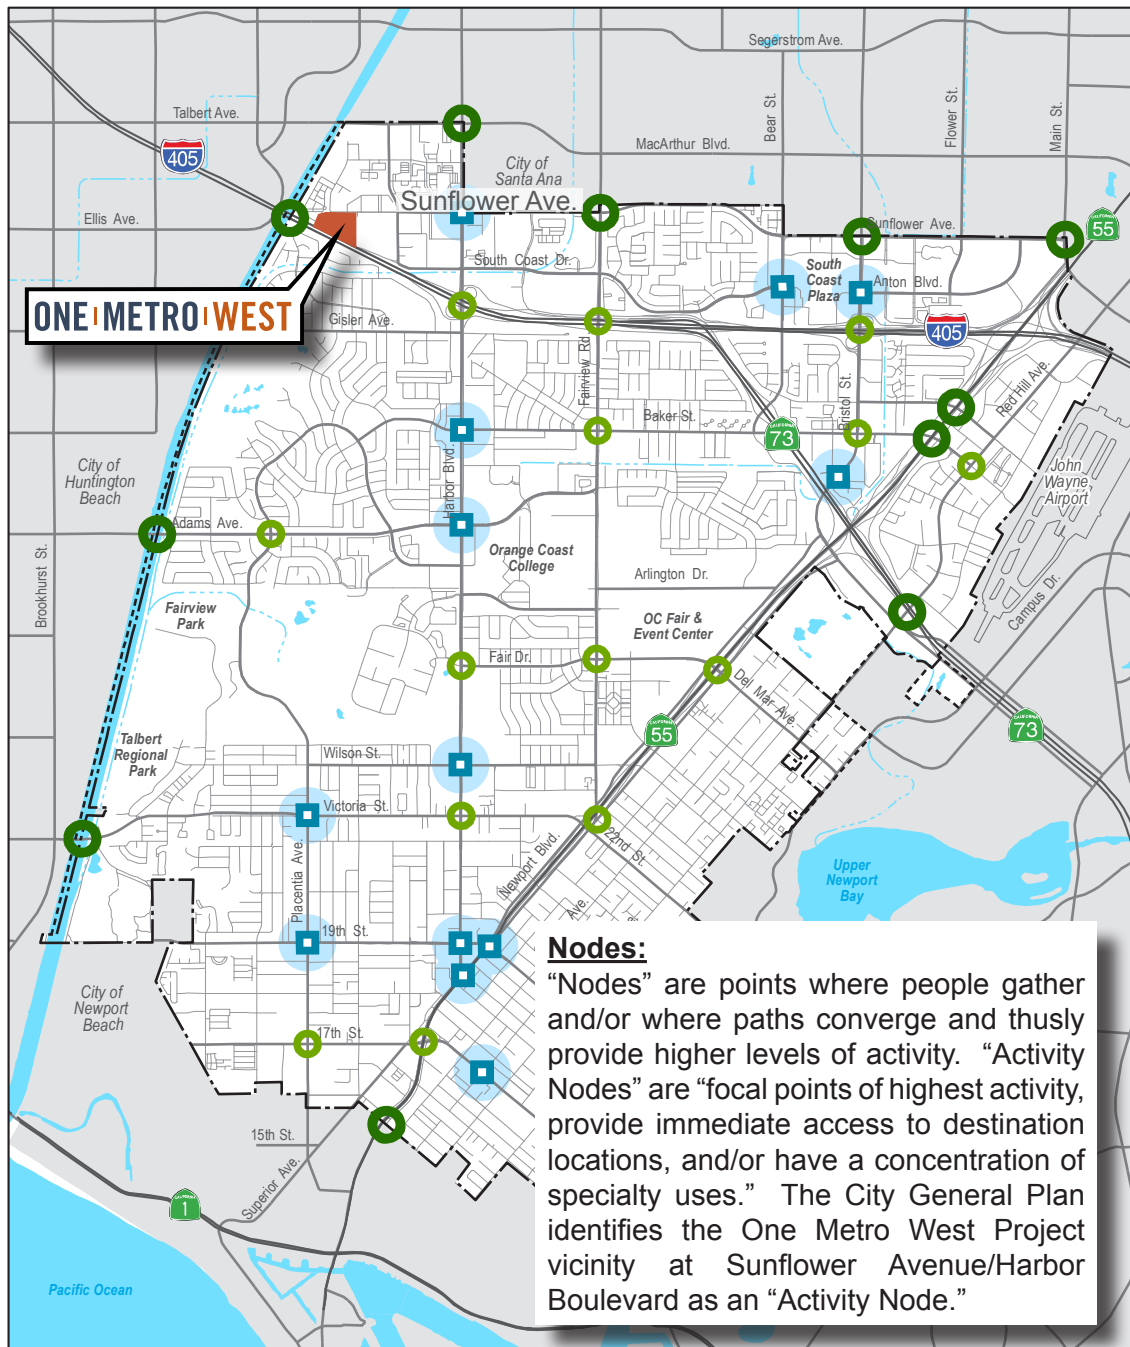 Segerstrom Ave.
Talbert Ave.
Bear St.
Flower St.
Main St.
405
MacArthur Blvd.
City of
Santa Ana
Sunflower Ave.
Ellis Ave.
Sunflower Ave.
CALIFORNIA
55
South Coast Dr.
South
Coast
Plaza
Anton Blvd.
ONE METRO WEST
Gisler Ave.
405
Fairview Rd
Bristol St.
Red Hill Ave.
Baker St.
CALIFORNIA
73
City of
Huntington
Beach
Harbor Blvd.
John
Wayne
Airport
Adams Ave.
Orange Coast
College
Brookhurst St.
Arlington Dr.
Campus Dr.
Fairview
Park
OC Fair &
Event Center
Fair Dr.
Del Mar Ave.
CALIFORNIA
55
CALIFORNIA
73
Talbert
Regional
Park
Wilson St.
Victoria St.
22nd St.
Newport Blvd.
Placentia Ave.
Upper
Newport
Bay
Ave.
19th St.
City of
Newport
Beach
17th St.
15th St.
Superior Ave.
CALIFORNIA
1
Pacific Ocean
Nodes:
“Nodes” are points where people gather
and/or where paths converge and thusly
provide higher levels of activity. “Activity
Nodes” are “focal points of highest activity,
provide immediate access to destination
locations, and/or have a concentration of
specialty uses.” The City General Plan
identifies the One Metro West Project
vicinity at Sunflower Avenue/Harbor
Boulevard as an “Activity Node.”